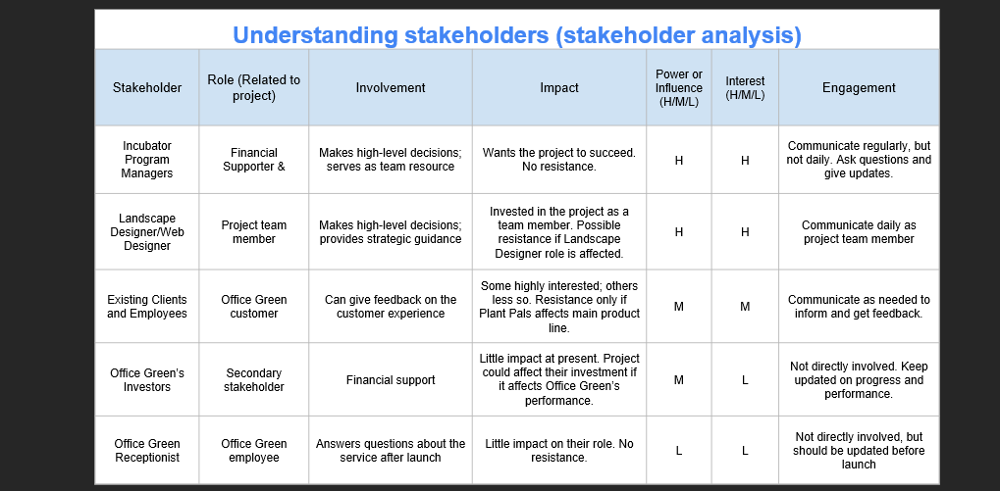 Understanding stakeholders (stakeholder analysis)
Stakeholder
Role (Related to
project)
Involvement
Impact
Power or
Influence
(H/M/L)
Interest
(H/M/L)
Engagement
Incubator
Program
Managers
Financial
Supporter &
Makes high-level decisions;
serves as team resource
Wants the project to succeed.
No resistance.
H
H
Communicate regularly, but
not daily. Ask questions and
give updates.
Landscape
Designer/Web
Designer
Project team
member
Makes high-level decisions;
provides strategic guidance
Invested in the project as a
team member. Possible
resistance if Landscape
Designer role is affected.
H
H
Communicate daily as
project team member
Existing Clients
and Employees
Office Green
customer
Can give feedback on the
customer experience
Some highly interested; others
less so. Resistance only if
Plant Pals affects main product
line.
M
M
Communicate as needed to
inform and get feedback.
Office Green's
Investors
Secondary
stakeholder
Financial support
Little impact at present. Project
could affect their investment if
it affects Office Green's
performance.
M
L
Not directly involved. Keep
updated on progress and
performance.
Office Green
Receptionist
Office Green
employee
Answers questions about the
service after launch
Little impact on their role. No
resistance.
L
L
Not directly involved, but
should be updated before
launch